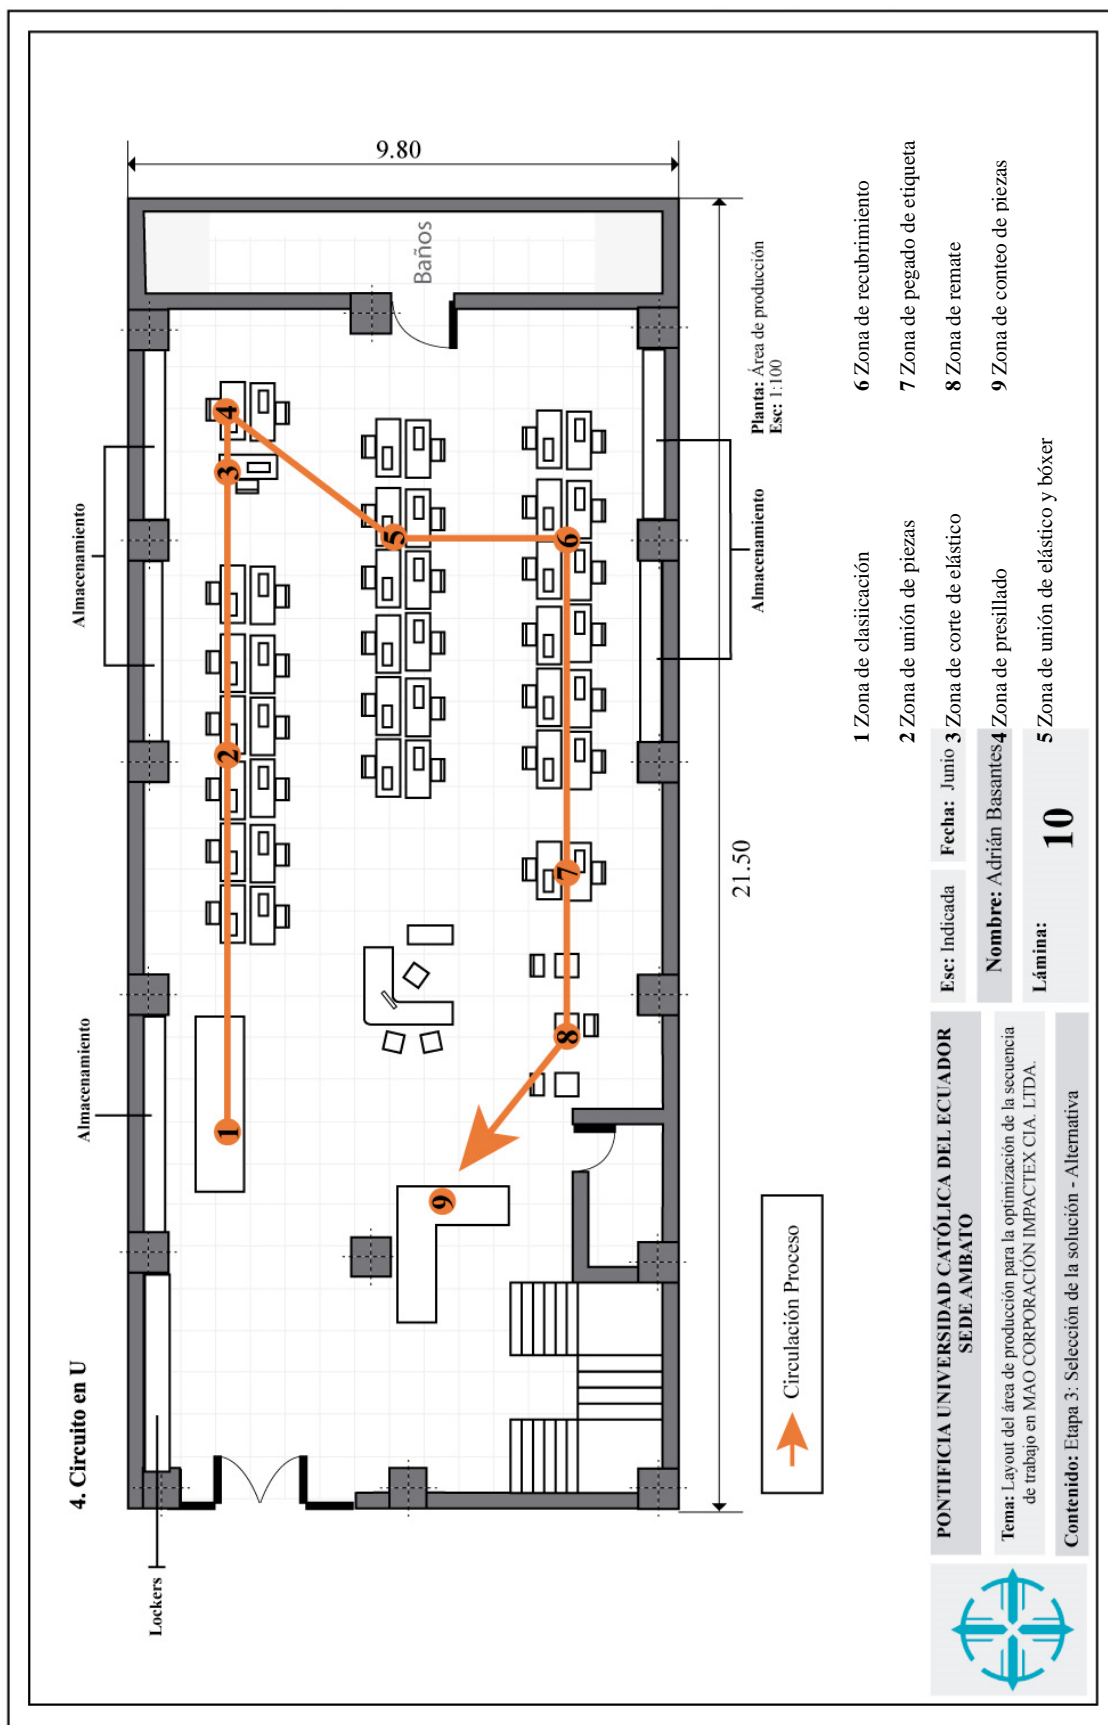 4. Circuito en U
Lockers
Almacenamiento
Almacenamiento
9.80
Baños
1
2
3
4
5
6
7
8
9
Almacenamiento
21.50
Planta: Área de producción
Esc: 1:100
Circulación Proceso
1 Zona de clasiicación
2 Zona de unión de piezas
3 Zona de corte de elástico
4 Zona de presillado
5 Zona de unión de elástico y bóxer
6 Zona de recubrimiento
7 Zona de pegado de etiqueta
8 Zona de remate
9 Zona de conteo de piezas
PONTIFICIA UNIVERSIDAD CATÓLICA DEL ECUADOR
SEDE AMBATO
Tema: Layout del área de producción para la optimización de la secuencia
de trabajo en MAO CORPORACIÓN IMPACTEX CIA. LTDA.
Contenido: Etapa 3: Selección de la solución - Alternativa
Esc: Indicada
Fecha: Junio
Nombre: Adrián Basantes
Lámina:
10